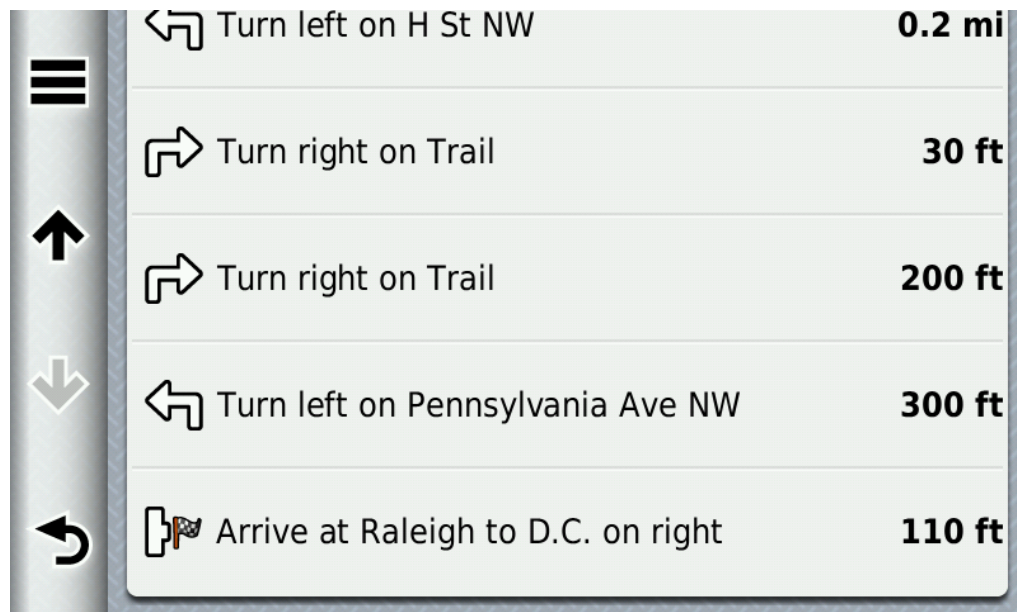 Turn left on H St NW 0.2 mi
Turn right on Trail 30 ft
Turn right on Trail 200 ft
Turn left on Pennsylvania Ave NW 300 ft
Arrive at Raleigh to D.C. on right 110 ft